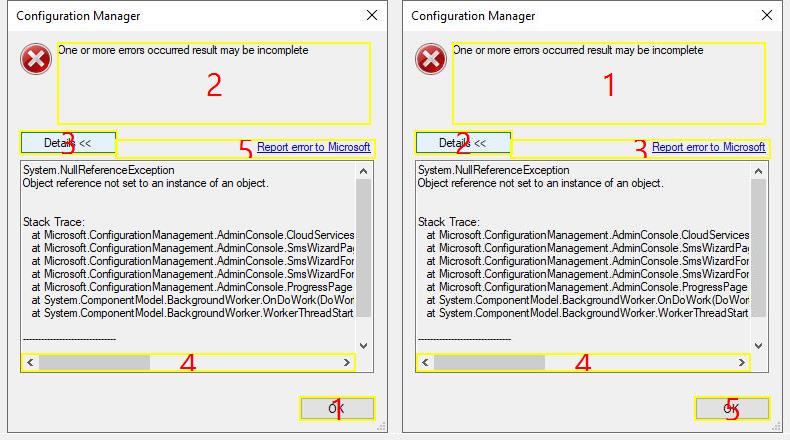 Configuration Manager
One or more errors occurred result may be incomplete
2
Details <<
3
5
Report error to Microsoft
System.NullReferenceException
Object reference not set to an instance of an object.
Stack Trace:
at Microsoft.ConfigurationManagement.AdminConsole.CloudServices
at Microsoft.ConfigurationManagement.AdminConsole.SmsWizardPa
at Microsoft.ConfigurationManagement.AdminConsole.SmsWizardFor
at Microsoft.ConfigurationManagement.AdminConsole.SmsWizardFor
at Microsoft.ConfigurationManagement.AdminConsole.ProgressPage
at System.ComponentModel.BackgroundWorker.OnDoWork(DoWor
at System.ComponentModel.BackgroundWorker.WorkerThreadStart
-------------------------------
4
OK
1
Configuration Manager
One or more errors occurred result may be incomplete
1
Details <<
2
3
Report error to Microsoft
System.NullReferenceException
Object reference not set to an instance of an object.
Stack Trace:
at Microsoft.ConfigurationManagement.AdminConsole.CloudServices
at Microsoft.ConfigurationManagement.AdminConsole.SmsWizardPa
at Microsoft.ConfigurationManagement.AdminConsole.SmsWizardFor
at Microsoft.ConfigurationManagement.AdminConsole.SmsWizardFor
at Microsoft.ConfigurationManagement.AdminConsole.ProgressPage
at System.ComponentModel.BackgroundWorker.OnDoWork(DoWor
at System.ComponentModel.BackgroundWorker.WorkerThreadStart
-------------------------------
4
OK
5